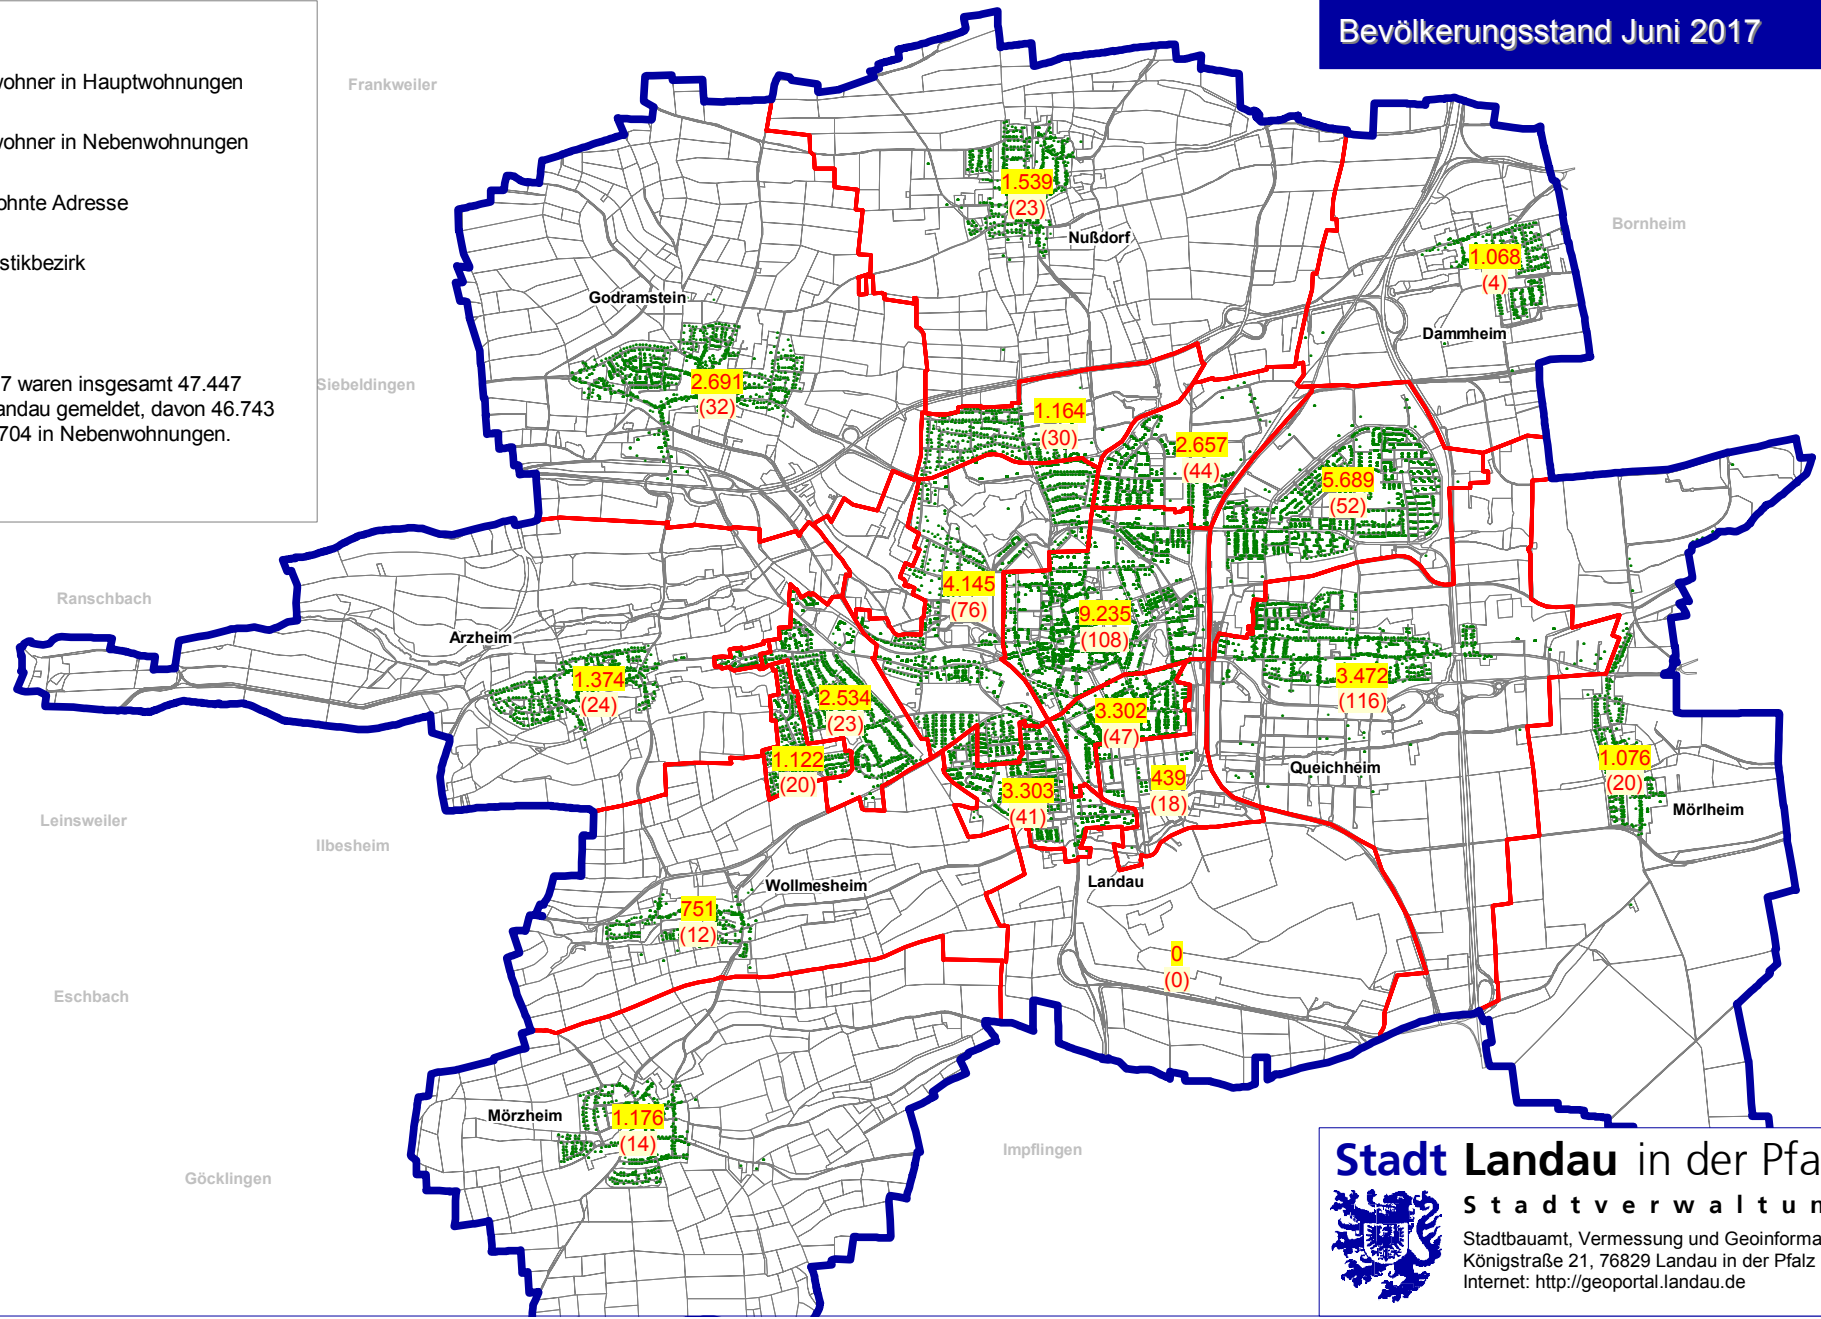 Bevölkerungsstand Juni 2017
wohner in Hauptwohnungen
wohner in Nebenwohnungen
ohnte Adresse
stikbezirk
7 waren insgesamt 47.447
andau gemeldet, davon 46.743
704 in Nebenwohnungen.
Frankweiler
1.539
(23)
Nußdorf
Bornheim
1.068
(4)
Dammheim
Godramstein
2.691
(32)
Siebeldingen
1.164
(30)
2.657
(44)
5.689
(52)
Ranschbach
Arzheim
4.145
(76)
9.235
(108)
1.374
(24)
2.534
(23)
3.302
(47)
3.472
(116)
1.122
(20)
3.303
(41)
439
(18)
Queichheim
1.076
(20)
Mörlheim
Leinsweiler
Ilbesheim
Wollmesheim
Landau
751
(12)
0
(0)
Eschbach
Mörzheim
1.176
(14)
Göcklingen
Impflingen
Stadt Landau in der Pfa
Stadtverwaltun
Stadtbauamt, Vermessung und Geoinforma
Königstraße 21, 76829 Landau in der Pfalz
Internet: http://geoportal.landau.de